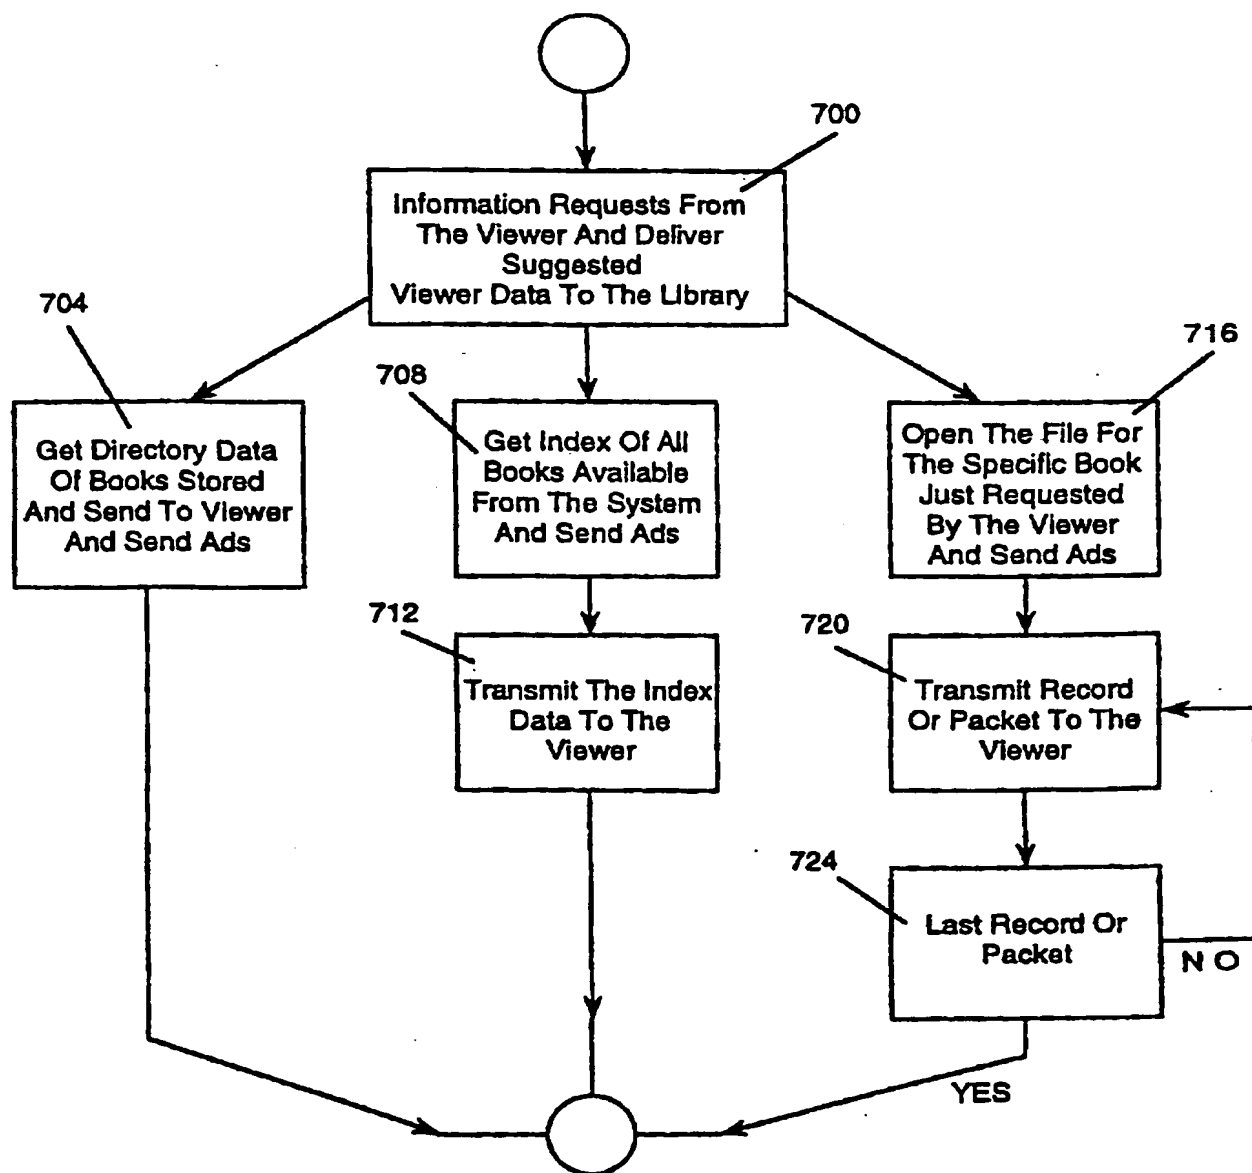 700
Information Requests From
The Viewer And Deliver
Suggested
Viewer Data To The Library
704
Get Directory Data
Of Books Stored
And Send To Viewer
And Send Ads
708
Get Index Of All
Books Available
From The System
And Send Ads
716
Open The File For
The Specific Book
Just Requested
By The Viewer
And Send Ads
712
Transmit The Index
Data To The
Viewer
720
Transmit Record
Or Packet To The
Viewer
724
Last Record Or
Packet
NO
YES